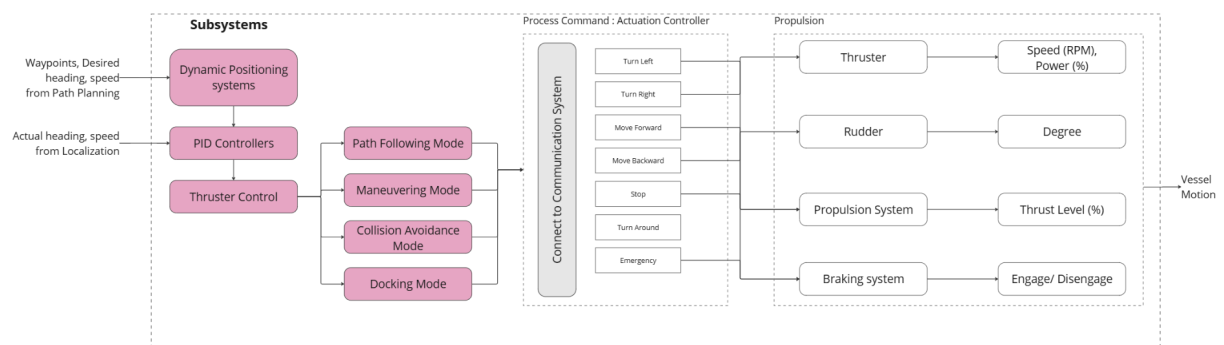 Subsystems
Process Command : Actuation Controller
Propulsion
Waypoints, Desired
heading, speed
from Path Planning
Actual heading, speed
from Localization
Dynamic Positioning
systems
PID Controllers
Thruster Control
Path Following Mode
Maneuvering Mode
Collision Avoidance
Mode
Docking Mode
Connect to Communication System
Turn Left
Turn Right
Move Forward
Move Backward
Stop
Turn Around
Emergency
Thruster
Speed (RPM),
Power (%)
Rudder
Degree
Propulsion System
Thrust Level (%)
Braking system
Engage/ Disengage
Vessel
Motion